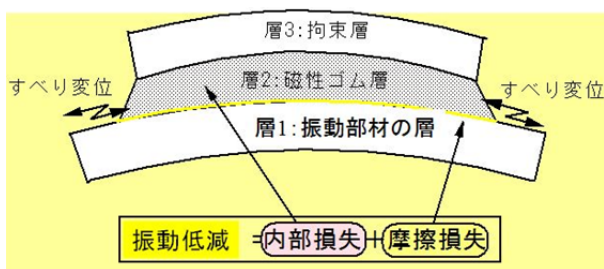 層3:拘束層
すべり変位
層2:磁性ゴム層
すべり変位
層1:振動部材の層
振動低減 =内部損失+摩擦損失